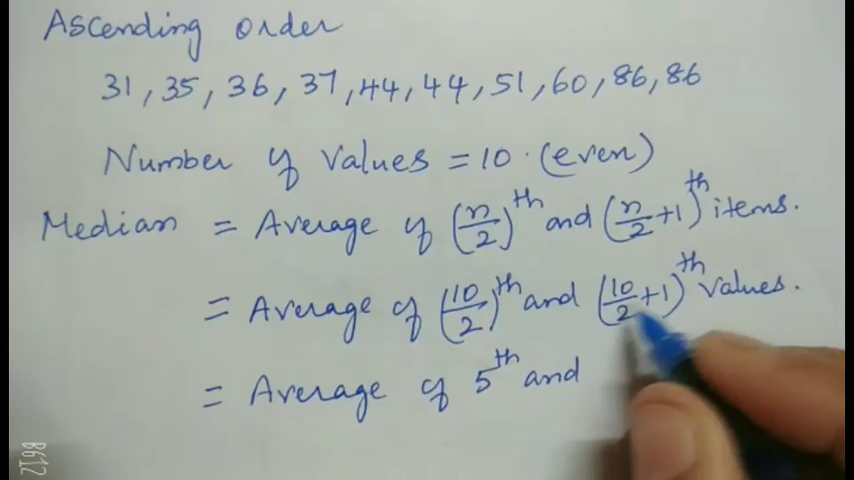 Ascending order
31, 35, 36, 37, 44, 44, 51, 60, 86, 86
Number of values = 10. (even)
Median = Average of (n/2)th and (n/2+1)th items.
= Average of (10/2)th and (10/2+1)th values.
= Average of 5th and
B612